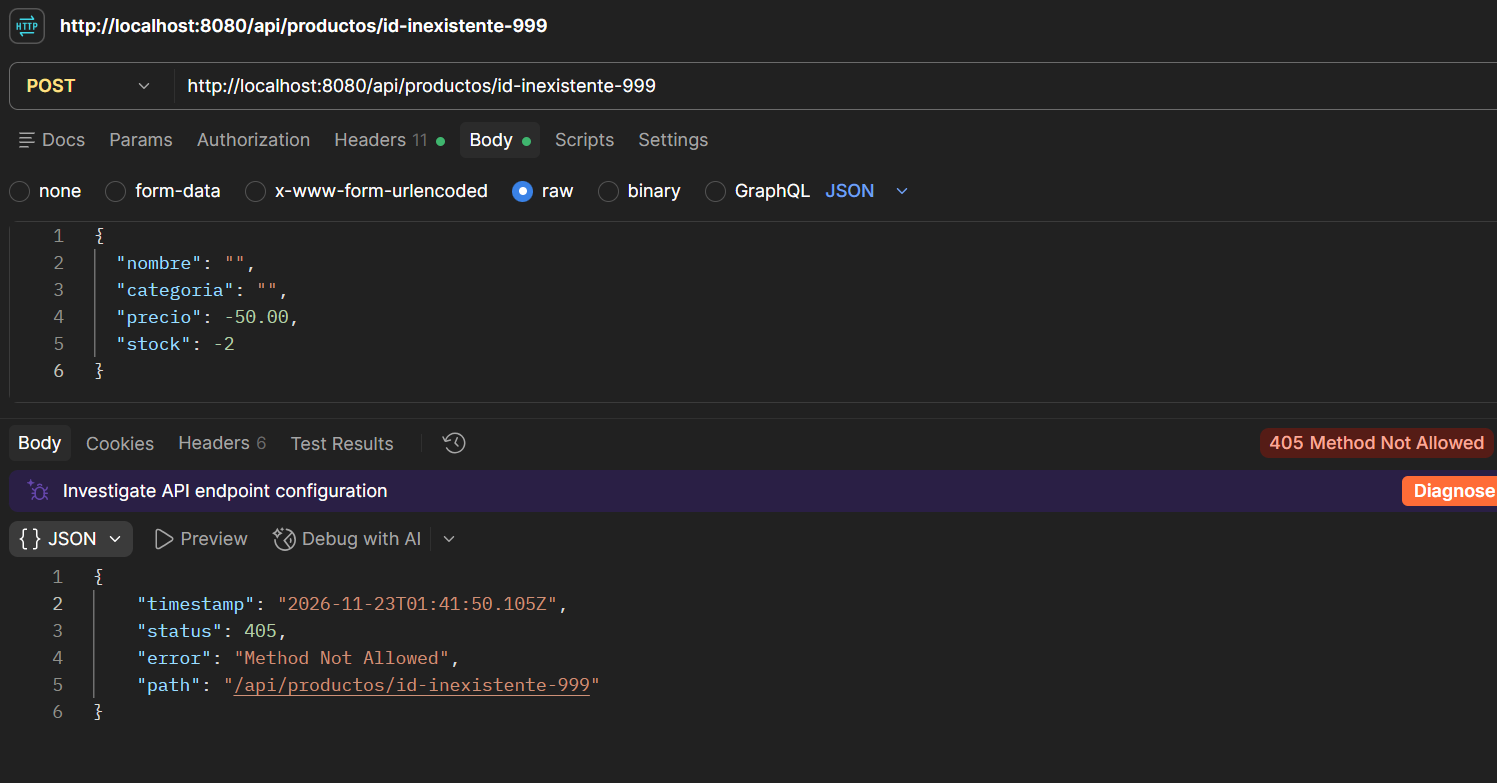 HTTP http://localhost:8080/api/productos/id-inexistente-999
POST http://localhost:8080/api/productos/id-inexistente-999
Docs Params Authorization Headers 11 Body Scripts Settings
none form-data x-www-form-urlencoded raw binary GraphQL JSON
1 {
2 "nombre": "",
3 "categoria": "",
4 "precio": -50.00,
5 "stock": -2
6 }
Body Cookies Headers 6 Test Results 405 Method Not Allowed
Investigate API endpoint configuration Diagnose
{ } JSON Preview Debug with AI
1 {
2 "timestamp": "2026-11-23T01:41:50.105Z",
3 "status": 405,
4 "error": "Method Not Allowed",
5 "path": "/api/productos/id-inexistente-999"
6 }